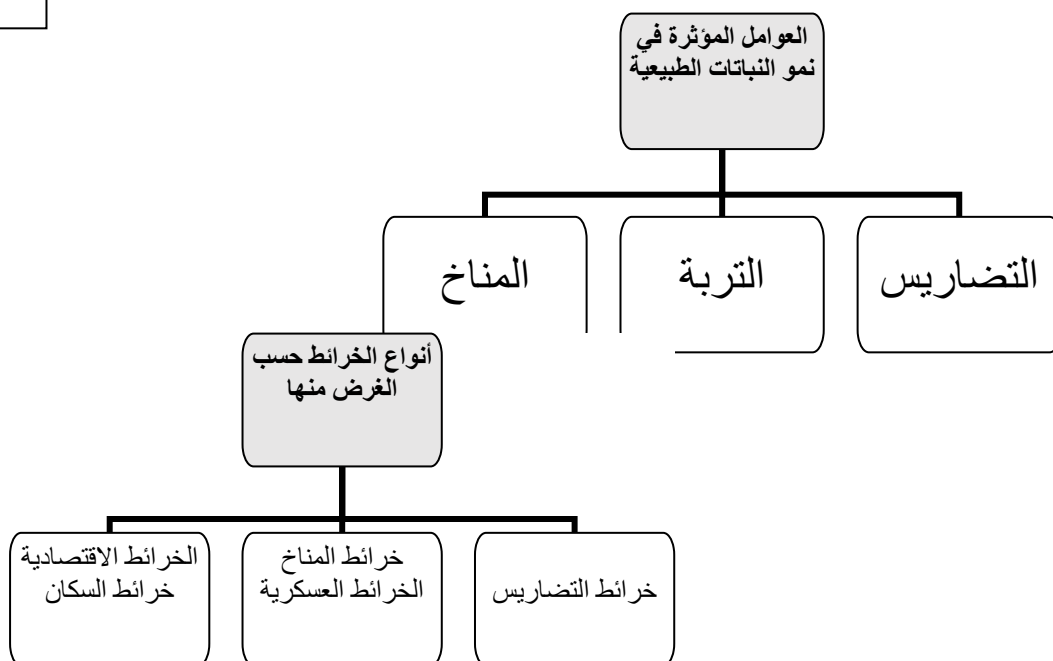 العوامل المؤثرة في
نمو النباتات الطبيعية
التضاريس
التربة
المناخ
أنواع الخرائط حسب
الغرض منها
خرائط التضاريس
خرائط المناخ
الخرائط العسكرية
الخرائط الاقتصادية
خرائط السكان